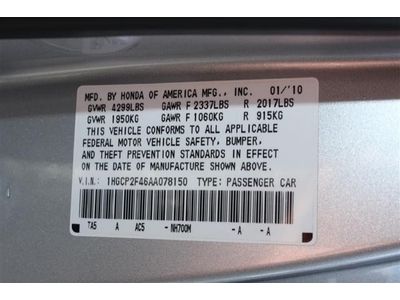 MFD. BY HONDA OF AMERICA MFG., INC. 01/'10
GVWR 4299LBS GAWR F 2337LBS R 2017LBS
GVWR 1950KG GAWR F 1060KG R 915KG
THIS VEHICLE CONFORMS TO ALL APPLICABLE
FEDERAL MOTOR VEHICLE SAFETY, BUMPER,
AND THEFT PREVENTION STANDARDS IN EFFECT
ON THE DATE OF MANUFACTURE SHOWN ABOVE.
V.I.N.: 1HGCP2F46AA078150 TYPE: PASSENGER CAR
TA5 A AC5 - NH700M -A -A